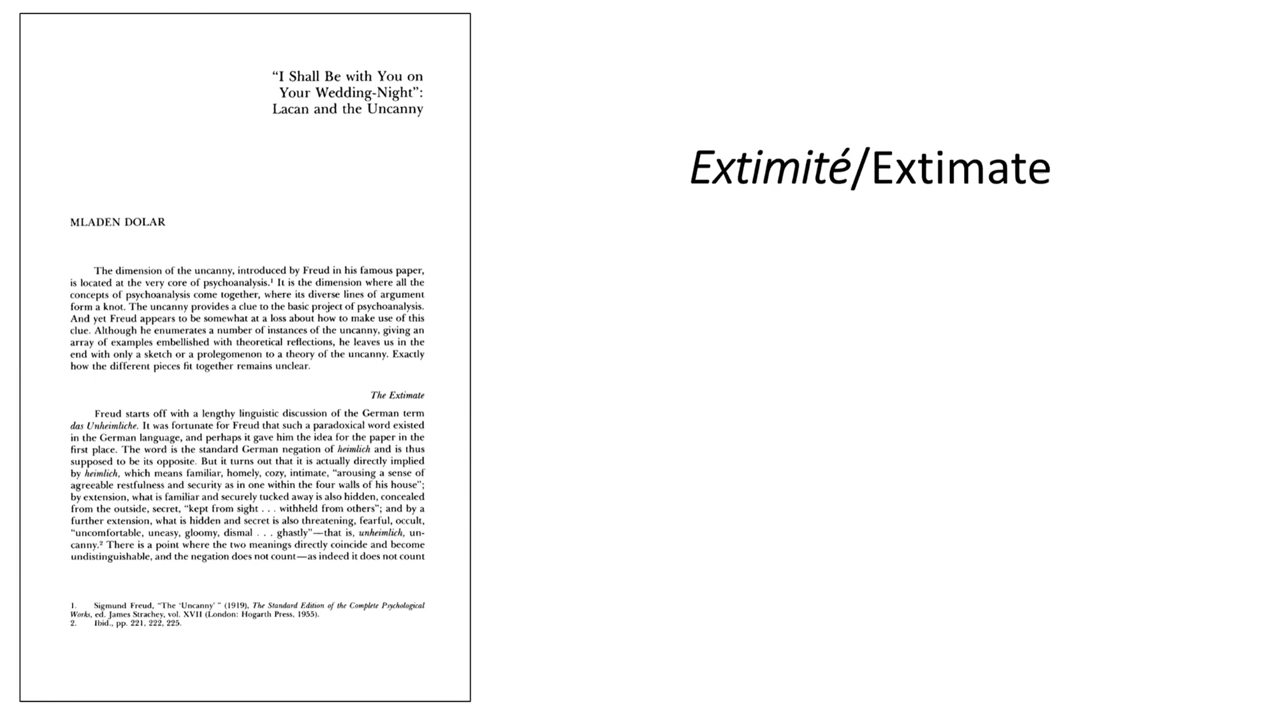 “I Shall Be with You on
Your Wedding-Night”:
Lacan and the Uncanny
MLADEN DOLAR
The dimension of the uncanny, introduced by Freud in his famous paper,
is located at the very core of psychoanalysis.¹ It is the dimension where all the
concepts of psychoanalysis come together, where its diverse lines of argument
form a knot. The uncanny provides a clue to the basic project of psychoanalysis.
And yet Freud appears to be somewhat at a loss about how to make use of this
clue. Although he enumerates a number of instances of the uncanny, giving an
array of examples embellished with theoretical reflections, he leaves us in the
end with only a sketch or a prolegomenon to a theory of the uncanny. Exactly
how the different pieces fit together remains unclear.
The Extimate
Freud starts off with a lengthy linguistic discussion of the German term
das Unheimliche. It was fortunate for Freud that such a paradoxical word existed
in the German language, and perhaps it gave him the idea for the paper in the
first place. The word is the standard German negation of heimlich and is thus
supposed to be its opposite. But it turns out that it is actually directly implied
by heimlich, which means familiar, homely, cozy, intimate, “arousing a sense of
agreeable restfulness and security as in one within the four walls of his house”;
by extension, what is familiar and securely tucked away is also hidden, concealed
from the outside, secret, “kept from sight . . . withheld from others”; and by a
further extension, what is hidden and secret is also threatening, fearful, occult,
“uncomfortable, uneasy, gloomy, dismal . . . ghastly”—that is, unheimlich, un-
canny.² There is a point where the two meanings directly coincide and become
undistinguishable, and the negation does not count—as indeed it does not count
1. Sigmund Freud, “The ‘Uncanny’ ” (1919), The Standard Edition of the Complete Psychological
Works, ed. James Strachey, vol. XVII (London: Hogarth Press, 1955).
2. Ibid., pp. 221, 222, 225.
Extimité/Extimate